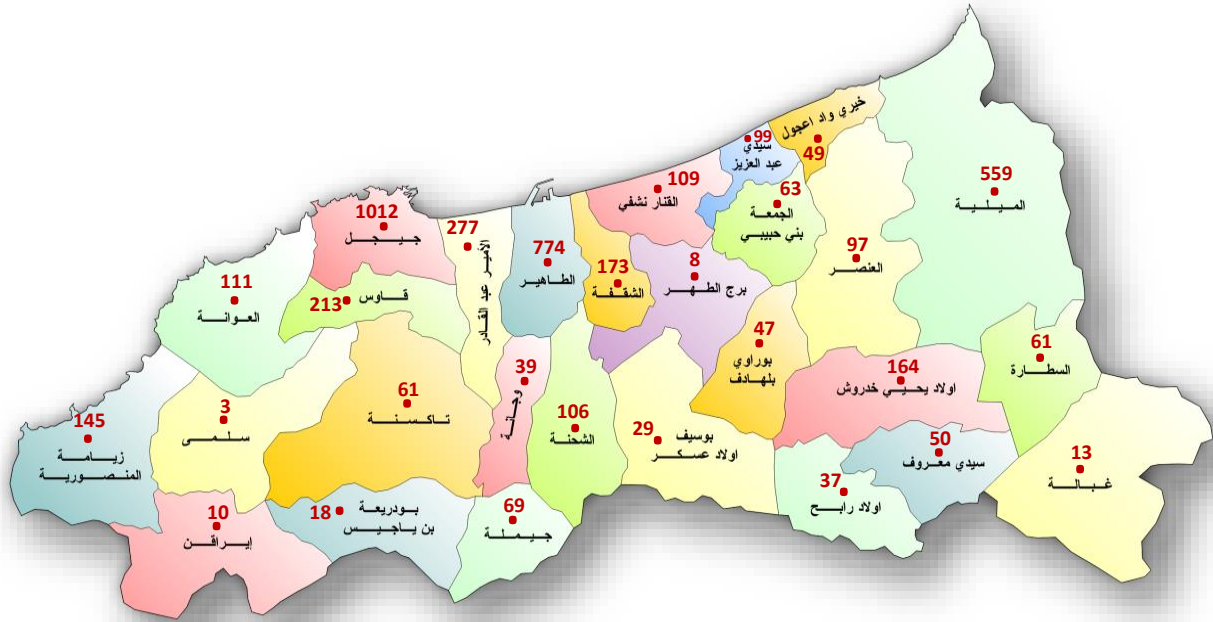 خيري واد اعجول
49
99
سيدي
عبد العزيز
559
الميلية
109
القنار نشفي
63
الجمعة
بني حبيبي
1012
جيجل
277
الأمير عبد القادر
774
الطاهير
97
العنصر
8
برج الطهر
173
الشقفة
111
العوانة
213
قاوس
47
بوراوي
بلهادف
61
السطارة
164
اولاد يحيي خدروش
39
وجانة
61
تاكسنة
3
سلمى
145
زيامة
المنصورية
106
الشحنة
29
بوسيف
اولاد عسكر
50
سيدي معروف
13
غبالة
37
اولاد رابح
69
جيملة
18
بودريعة
بن ياجيس
10
إيراقن